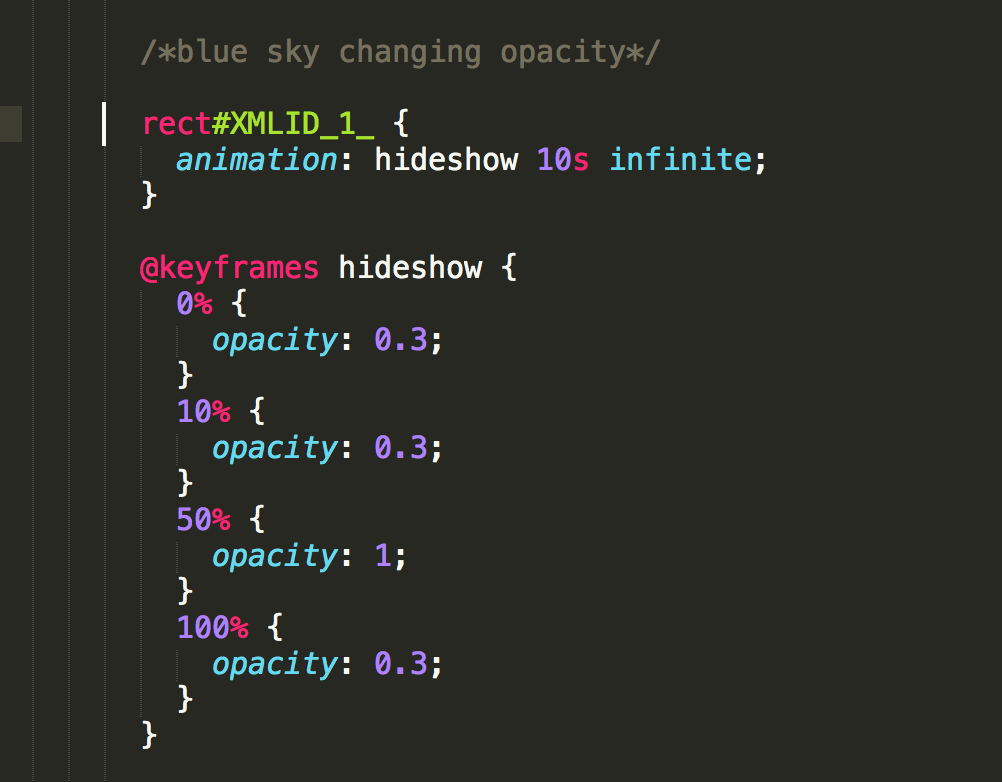 /*blue sky changing opacity*/
rect#XMLID_1_ {
animation: hideshow 10s infinite;
}
@keyframes hideshow {
0% {
opacity: 0.3;
}
10% {
opacity: 0.3;
}
50% {
opacity: 1;
}
100% {
opacity: 0.3;
}
}